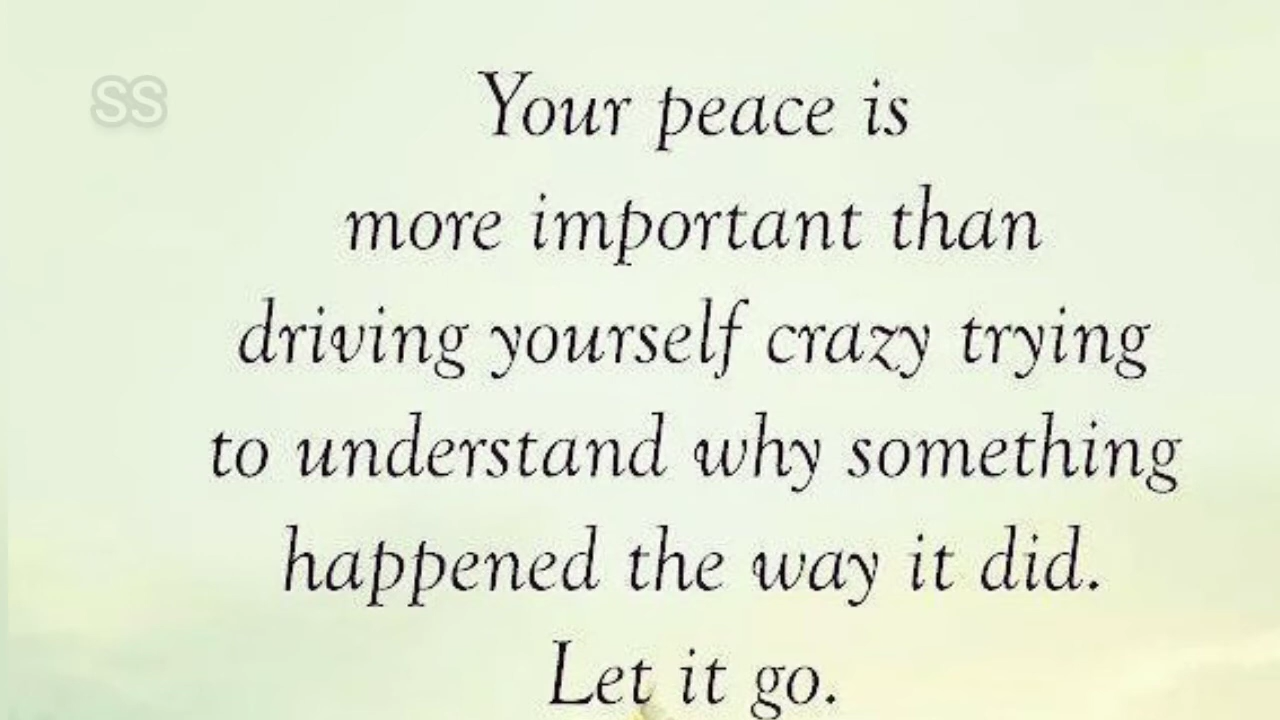 SS
Your peace is
more important than
driving yourself crazy trying
to understand why something
happened the way it did.
Let it go.